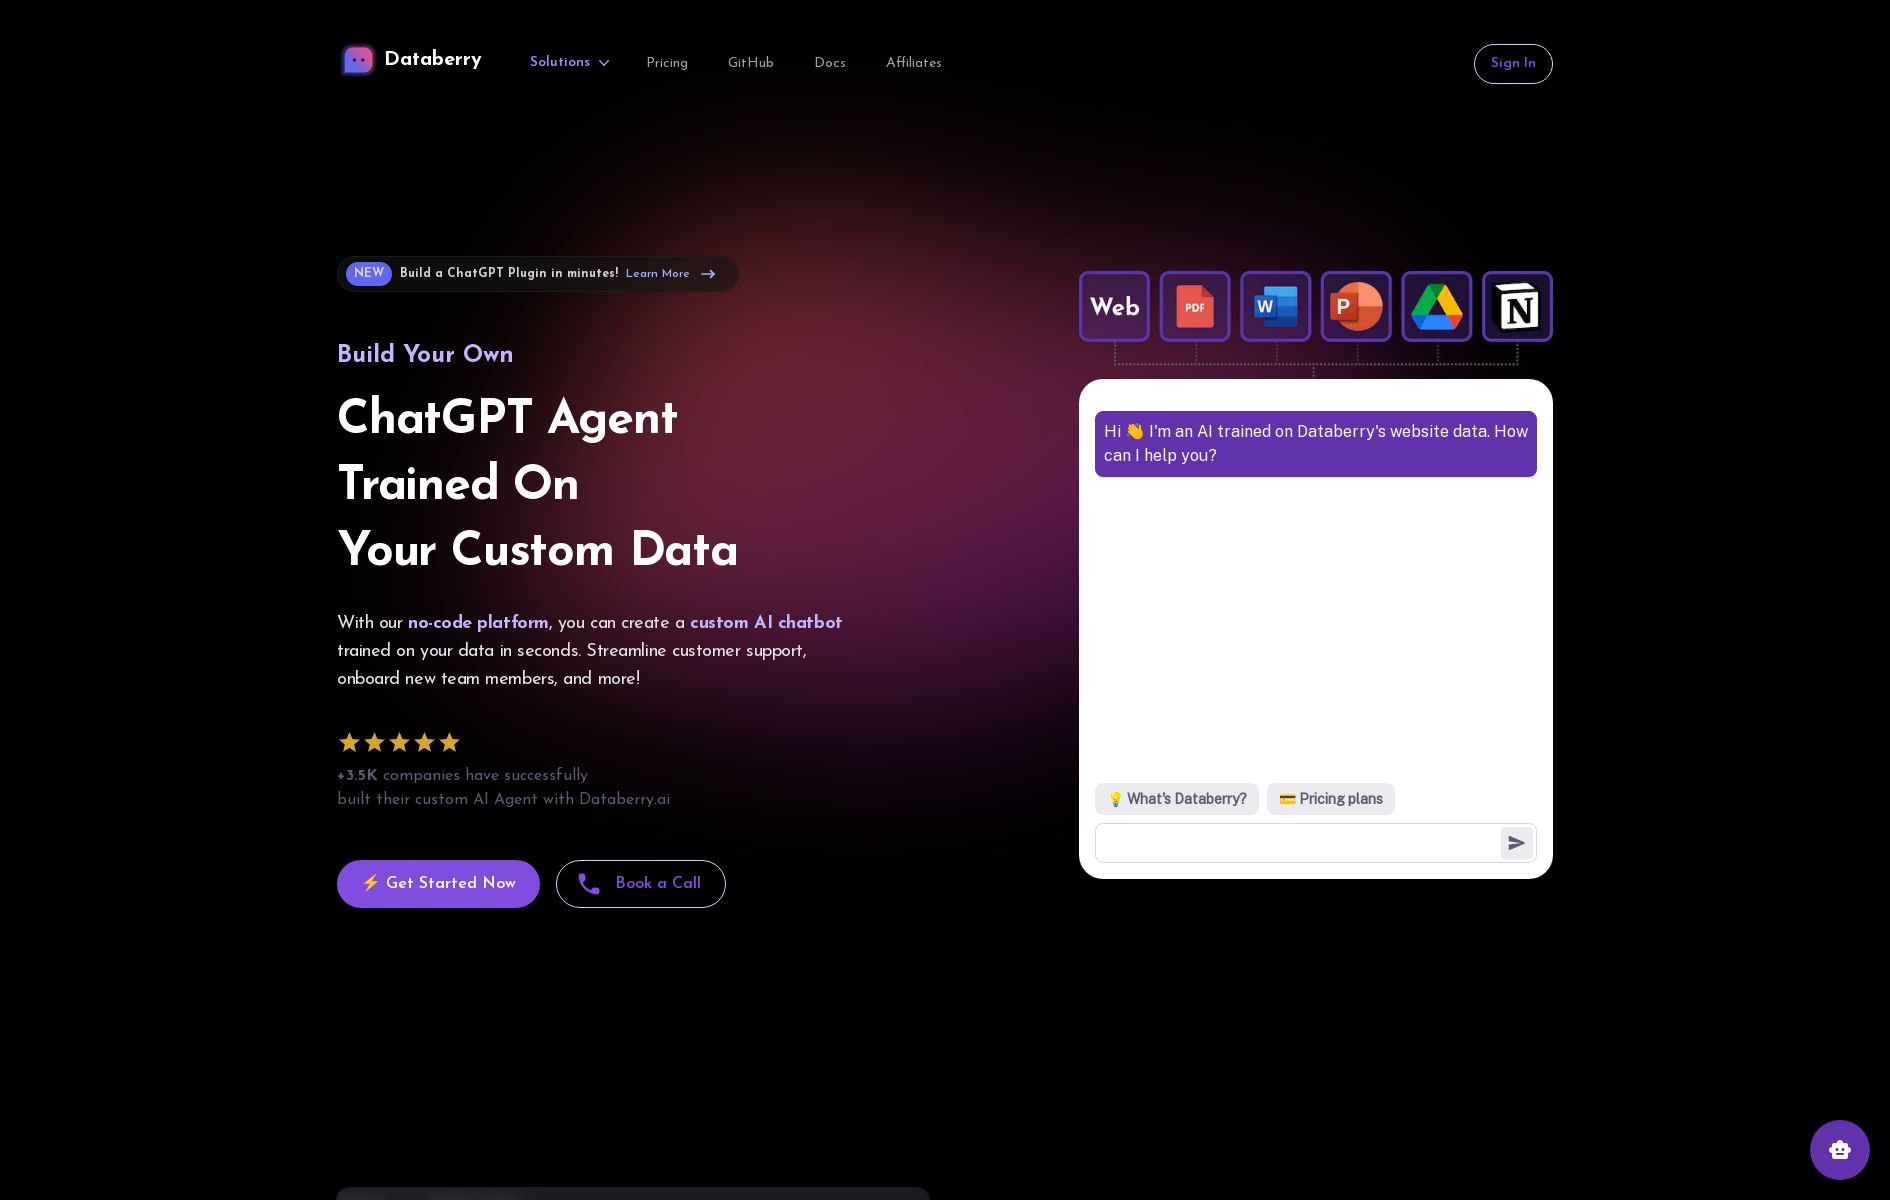 Databerry
Solutions
Pricing
GitHub
Docs
Affiliates
Sign In
NEW Build a ChatGPT Plugin in minutes! Learn More →
Build Your Own
ChatGPT Agent
Trained On
Your Custom Data
With our no-code platform, you can create a custom AI chatbot
trained on your data in seconds. Streamline customer support,
onboard new team members, and more!
+3.5K companies have successfully
built their custom AI Agent with Databerry.ai
⚡ Get Started Now
Book a Call
Web
PDF
W
P
N
Hi 👋 I'm an AI trained on Databerry's website data. How
can I help you?
💡 What's Databerry?
💳 Pricing plans